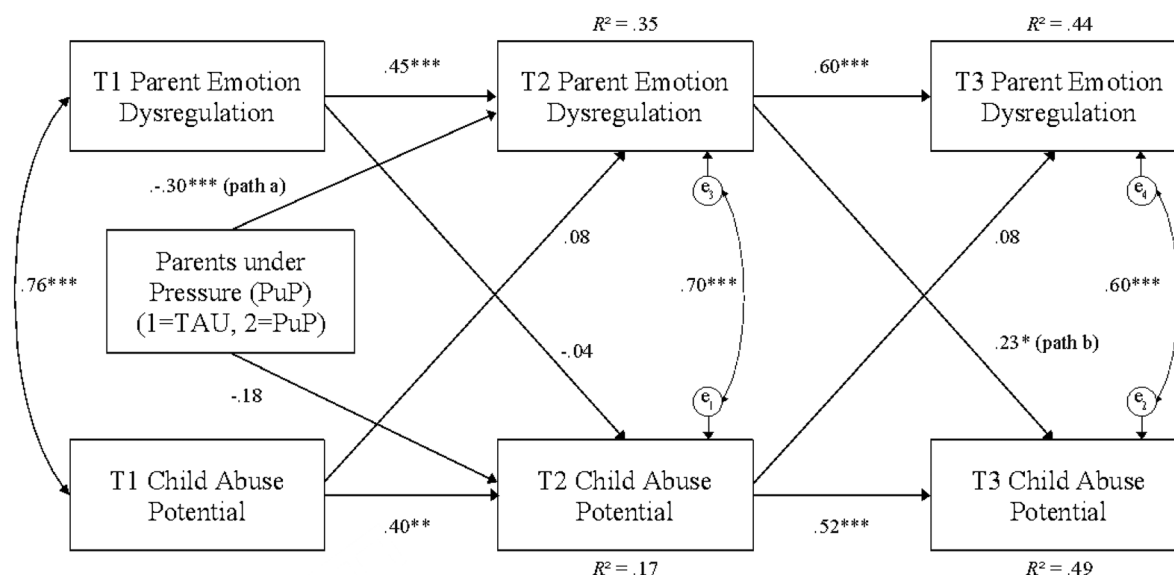 R² = .35
R² = .44
T1 Parent Emotion
Dysregulation
.45***
T2 Parent Emotion
Dysregulation
.60***
T3 Parent Emotion
Dysregulation
.-.30*** (path a)
e₃
e₄
Parents under
Pressure (PuP)
(1=TAU, 2=PuP)
.76***
.08
.70***
.08
.60***
-.04
.23* (path b)
-.18
e₁
e₂
T1 Child Abuse
Potential
.40**
T2 Child Abuse
Potential
.52***
T3 Child Abuse
Potential
R² = .17
R² = .49